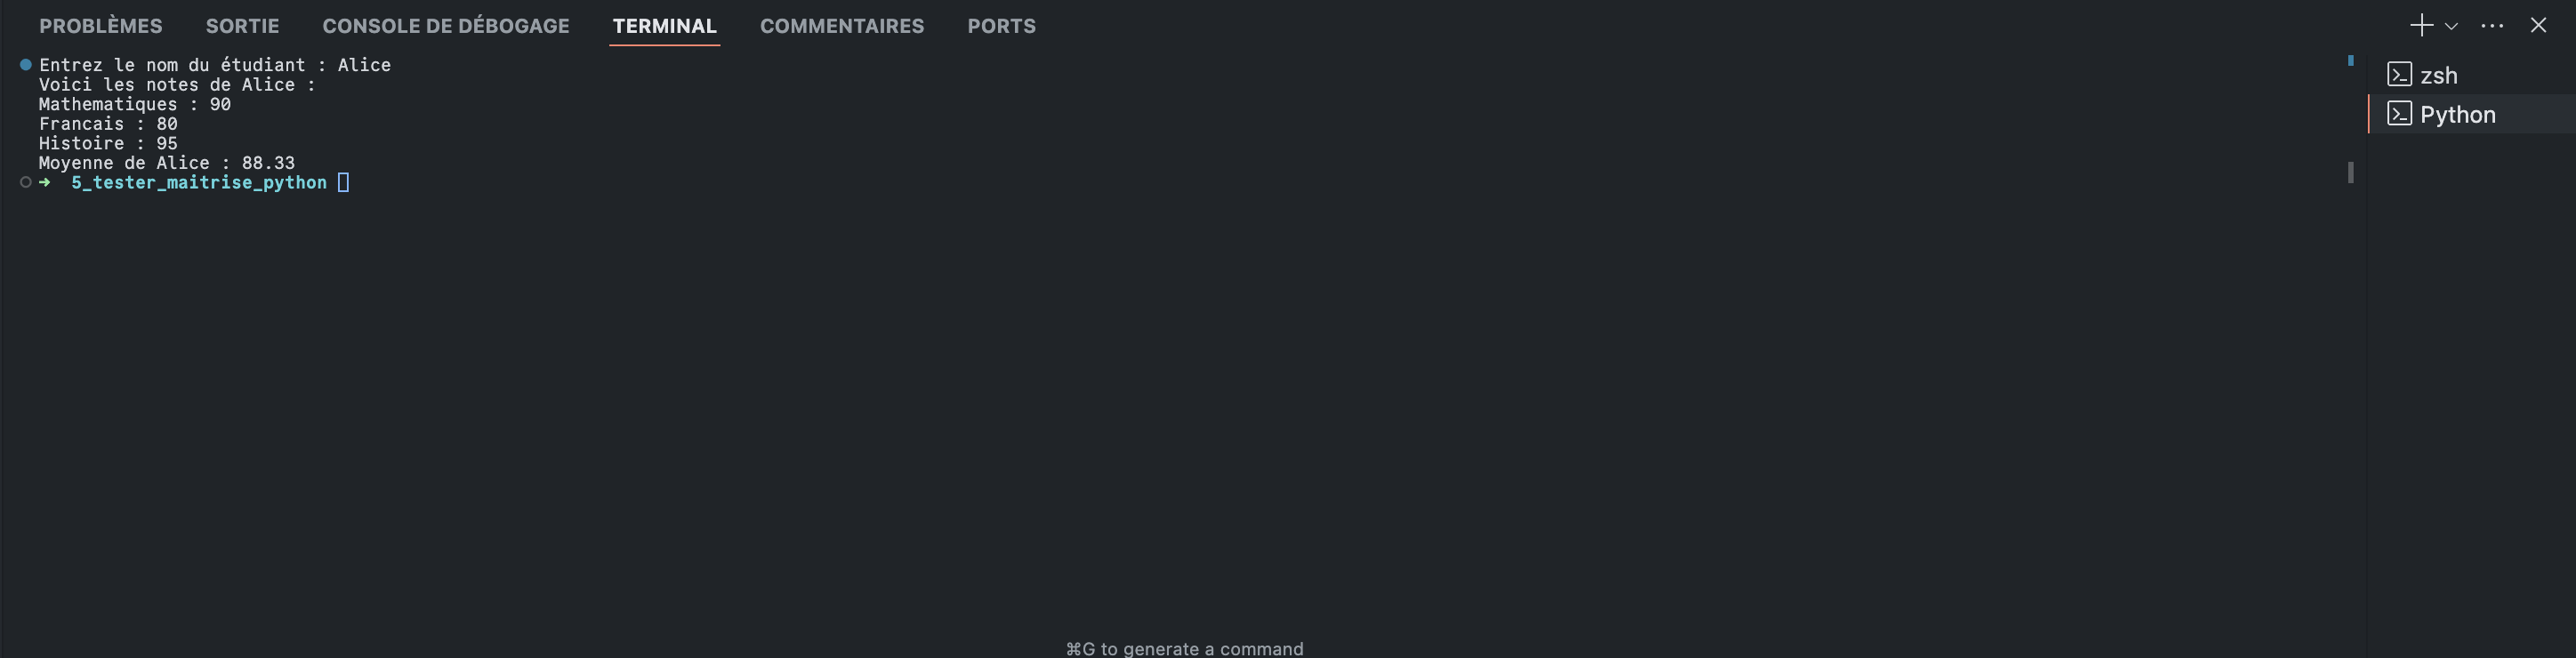 PROBLÈMES SORTIE CONSOLE DE DÉBOGAGE TERMINAL COMMENTAIRES PORTS
Entrez le nom du étudiant : Alice
Voici les notes de Alice :
Mathematiques : 90
Francais : 80
Histoire : 95
Moyenne de Alice : 88.33
➜ 5_tester_maitrise_python
zsh
Python
⌘G to generate a command